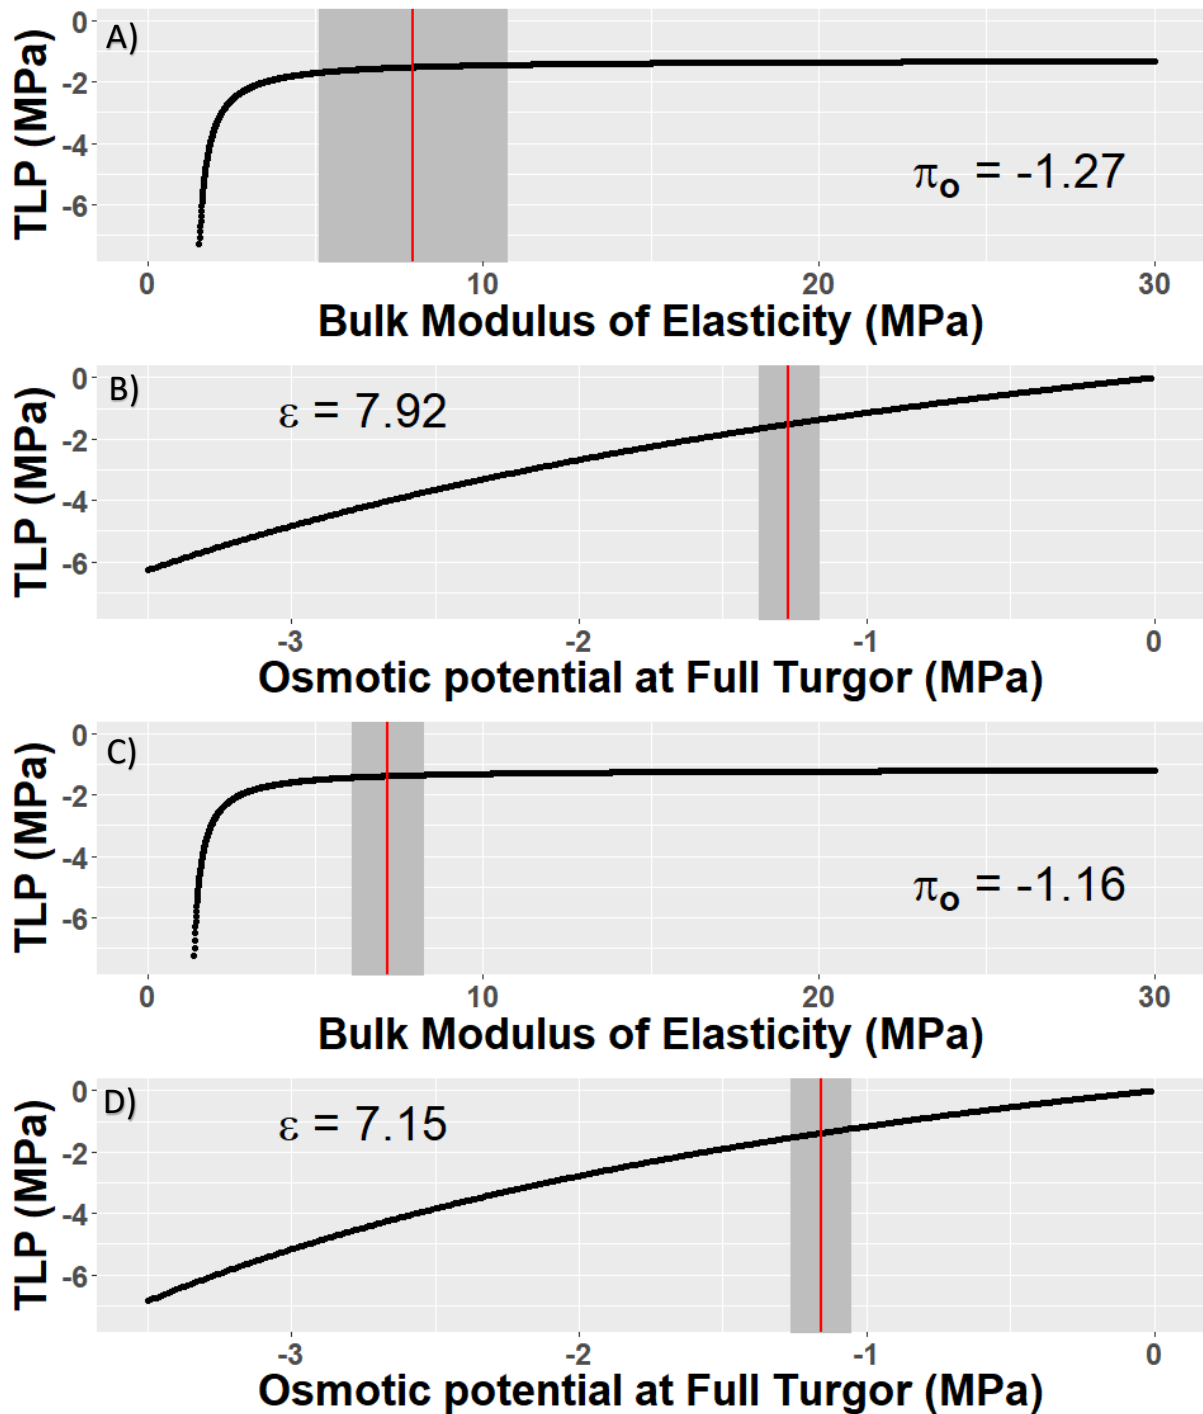 A)
TLP (MPa)
0
-2
-4
-6
πo = -1.27
0 10 20 30
Bulk Modulus of Elasticity (MPa)
B)
TLP (MPa)
0
-2
-4
-6
ε = 7.92
-3 -2 -1 0
Osmotic potential at Full Turgor (MPa)
C)
TLP (MPa)
0
-2
-4
-6
πo = -1.16
0 10 20 30
Bulk Modulus of Elasticity (MPa)
D)
TLP (MPa)
0
-2
-4
-6
ε = 7.15
-3 -2 -1 0
Osmotic potential at Full Turgor (MPa)